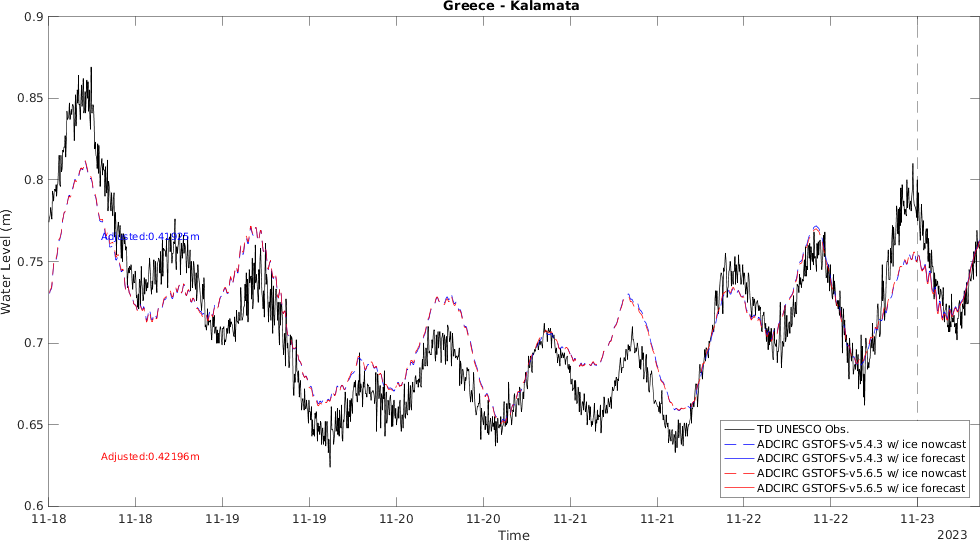 Greece - Kalamata
0.9
0.85
0.8
0.75
0.7
0.65
0.6
Water Level (m)
Adjusted:0.41925m
Adjusted:0.42196m
TD UNESCO Obs.
ADCIRC GSTOFS-v5.4.3 w/ ice nowcast
ADCIRC GSTOFS-v5.4.3 w/ ice forecast
ADCIRC GSTOFS-v5.6.5 w/ ice nowcast
ADCIRC GSTOFS-v5.6.5 w/ ice forecast
11-18 11-18 11-19 11-19 11-20 11-20 11-21 11-21 11-22 11-22 11-23
Time
2023